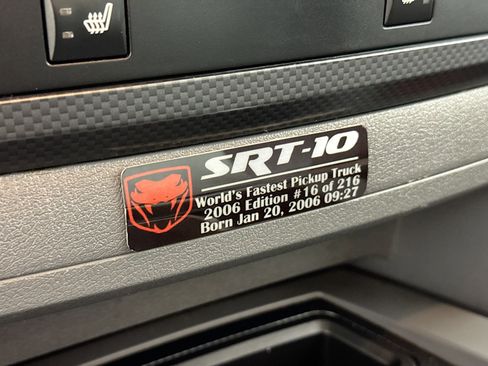 SRT-10
World's Fastest Pickup Truck
2006 Edition #16 of 216
Born Jan 20, 2006 09:27